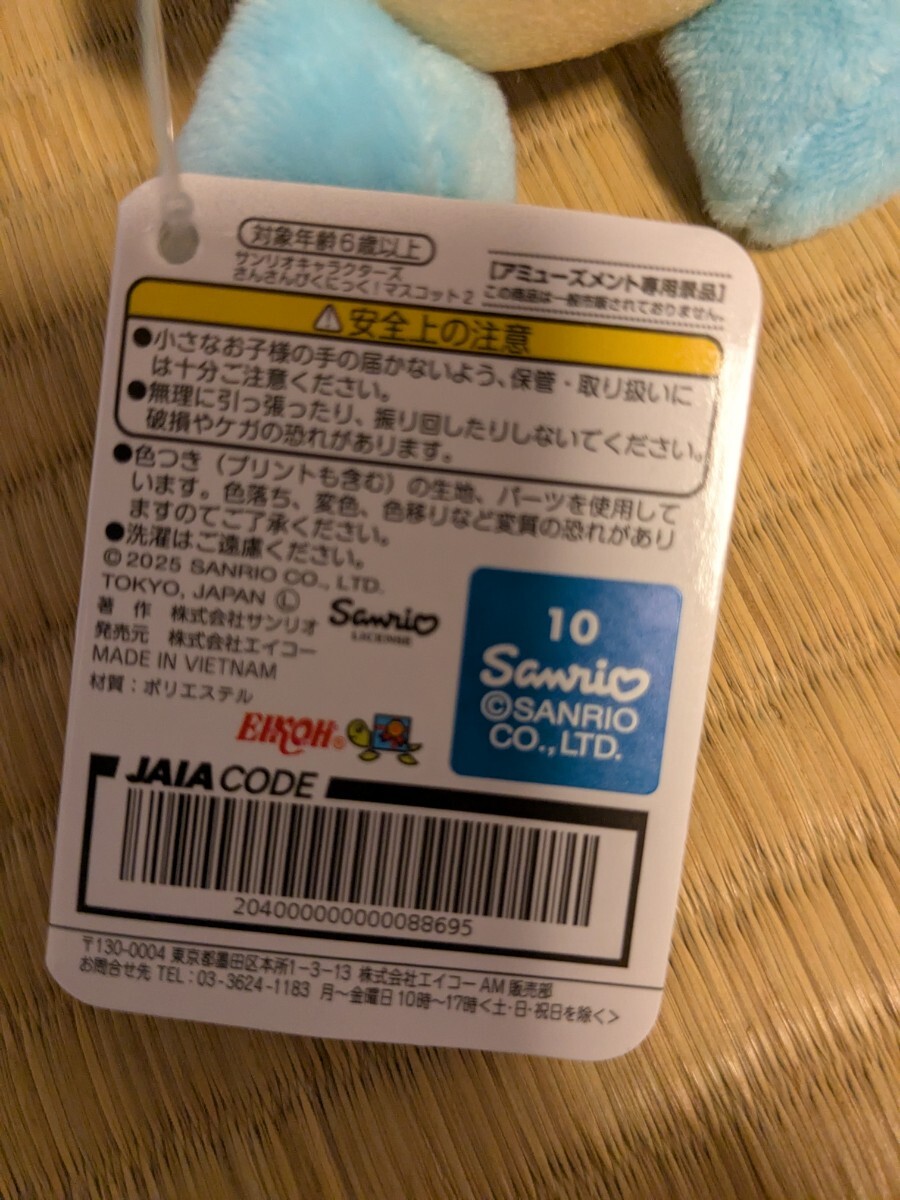 対象年齢6歳以上
サンリオキャラクターズ
さんさんぴくにっく!マスコット2
【アミューズメント専用景品】
この商品は一般市販されておりません。
⚠安全上の注意
●小さなお子様の手の届かないよう、保管・取り扱いに
は十分ご注意ください。
●無理に引っ張ったり、振り回したりしないでください。
破損やケガの恐れがあります。
●色つき(プリントも含む)の生地、パーツを使用して
います。色落ち、変色、色移りなど変質の恐れがあり
ますのでご了承ください。
●洗濯はご遠慮ください。
©2025 SANRIO CO., LTD.
TOKYO, JAPAN Ⓛ
著 作 株式会社サンリオ
発売元 株式会社エイコー
MADE IN VIETNAM
材質:ポリエステル
Sanrio
LICENSE
10
Sanrio
©SANRIO
CO.,LTD.
EIKOH®
JAIA CODE
204000000000088695
〒130-0004 東京都墨田区本所1-3-13 株式会社エイコー AM販売部
お問合せ先 TEL:03-3624-1183 月〜金曜日10時〜17時<土・日・祝日を除く>